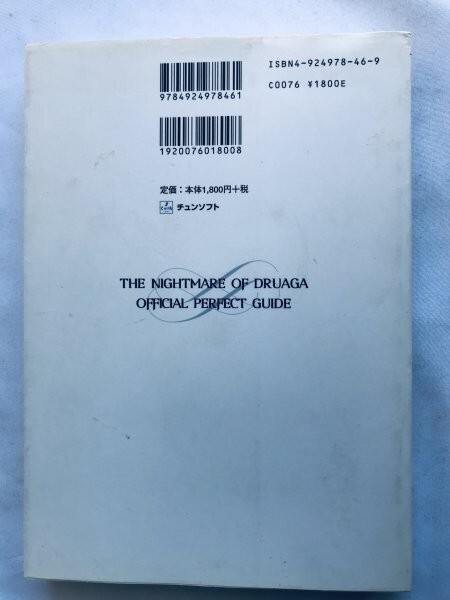 ISBN4-924978-46-9
C0076 ¥1800E
9784924978461
1920076018008
定価：本体1,800円+税
チュンソフト
THE NIGHTMARE OF DRUAGA
OFFICIAL PERFECT GUIDE